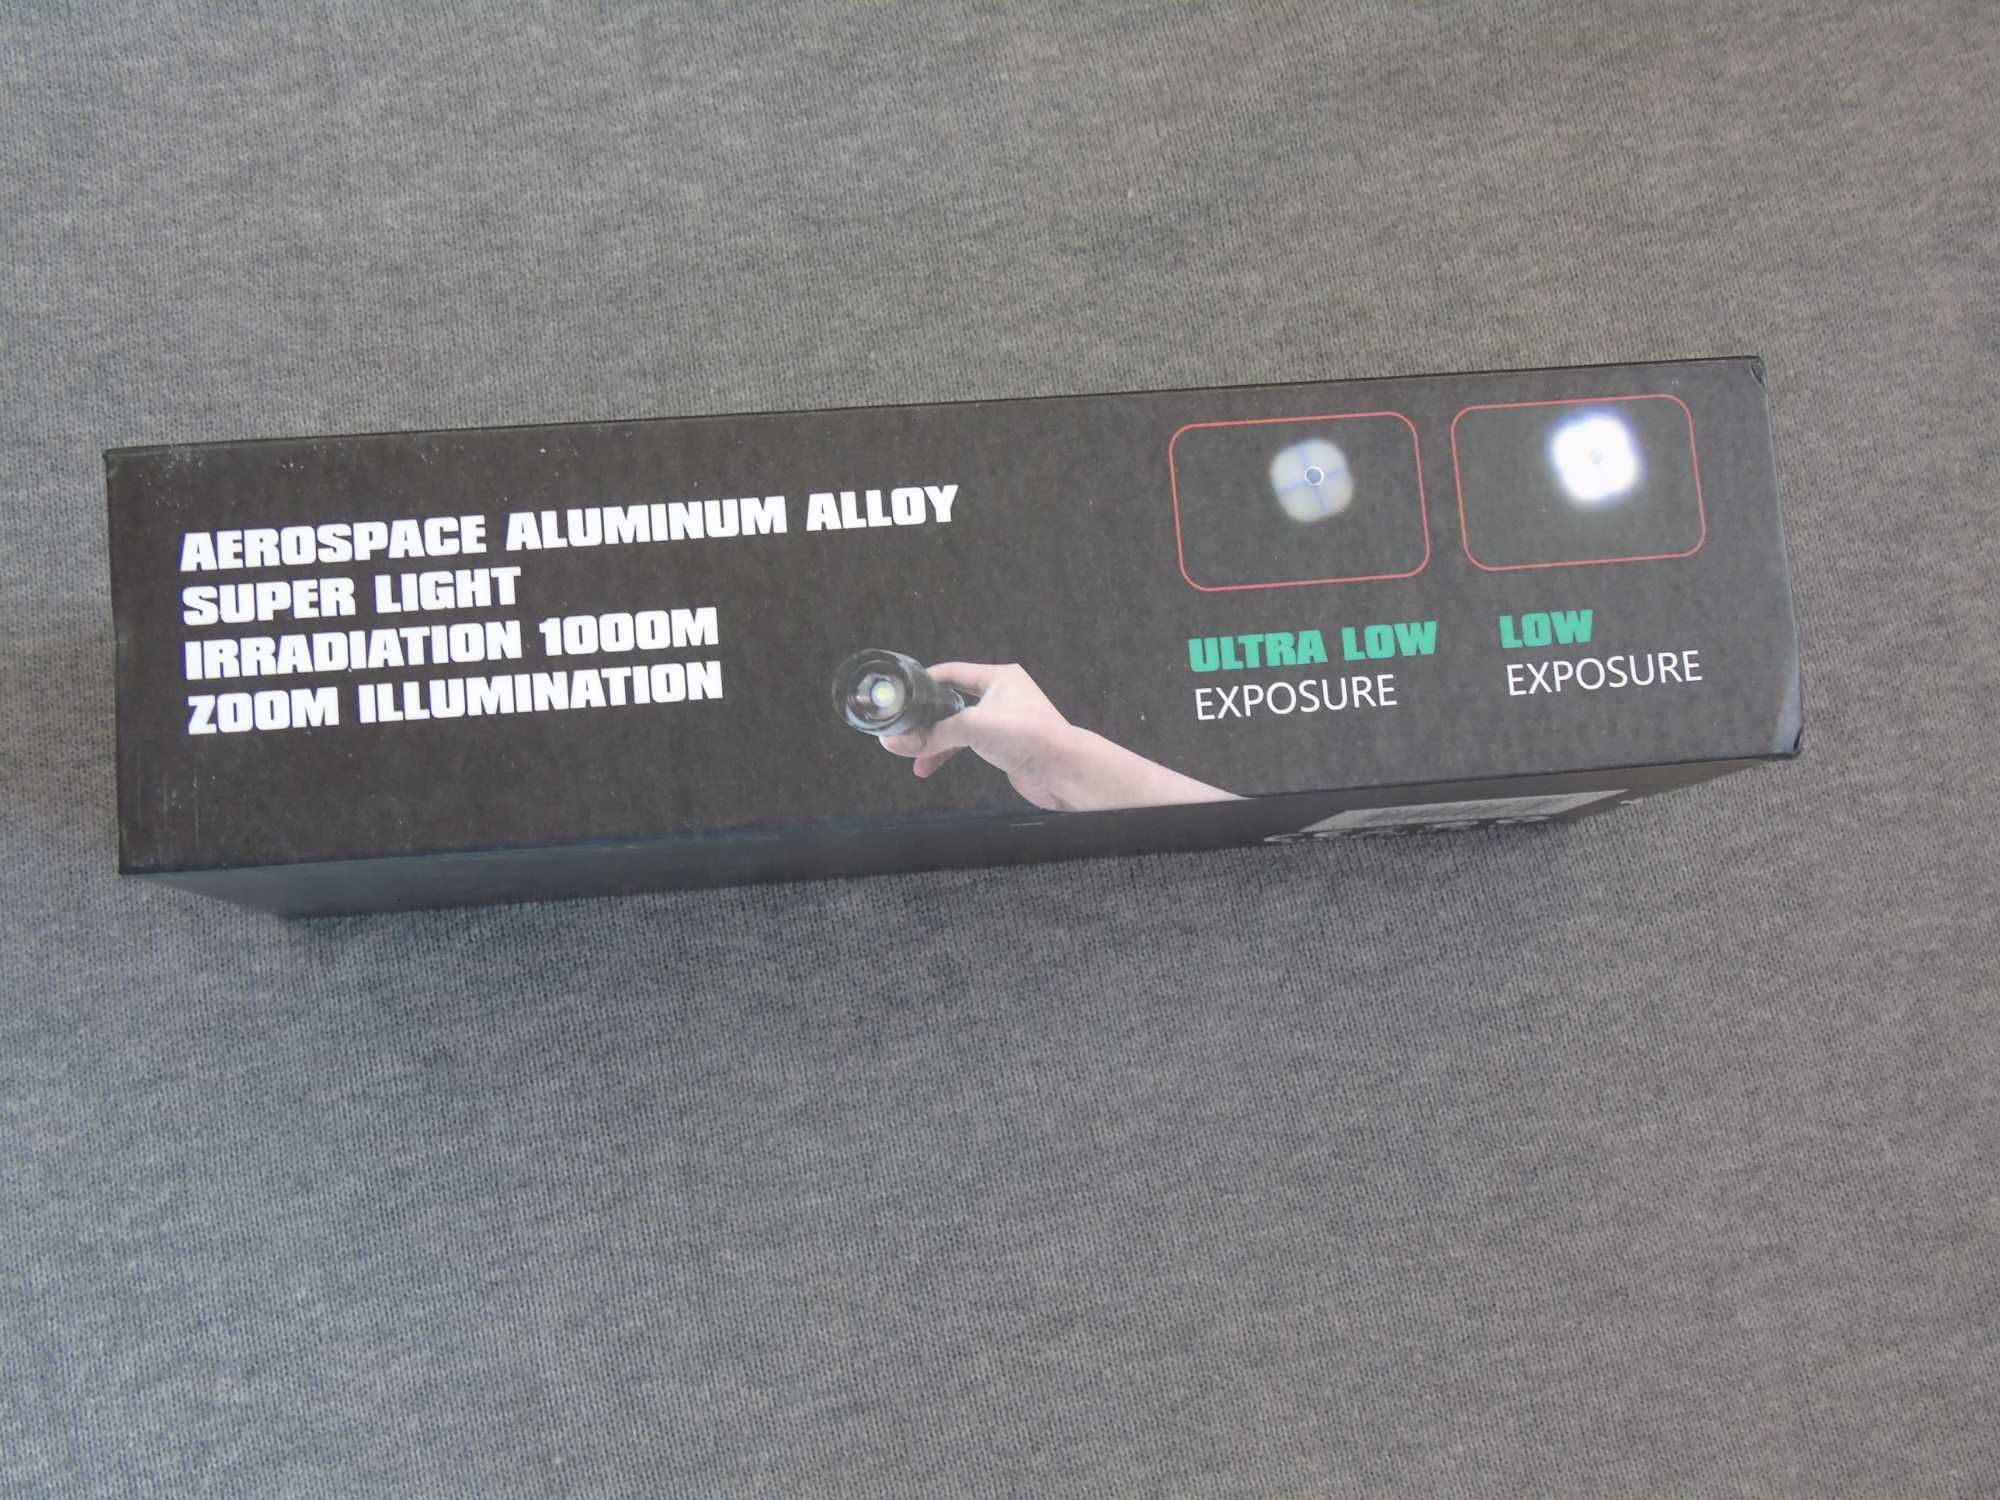 AEROSPACE ALUMINUM ALLOY
SUPER LIGHT
IRRADIATION 1000M
ZOOM ILLUMINATION
ULTRA LOW
EXPOSURE
LOW
EXPOSURE